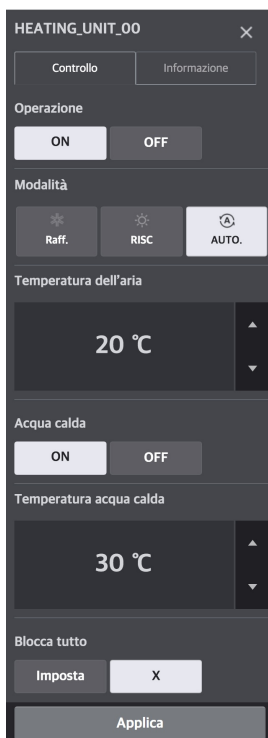 HEATING_UNIT_00 ×
Controllo Informazione
Operazione
ON OFF
Modalità
Raff. RISC AUTO.
Temperatura dell'aria
20 ℃
Acqua calda
ON OFF
Temperatura acqua calda
30 ℃
Blocca tutto
Imposta X
Applica